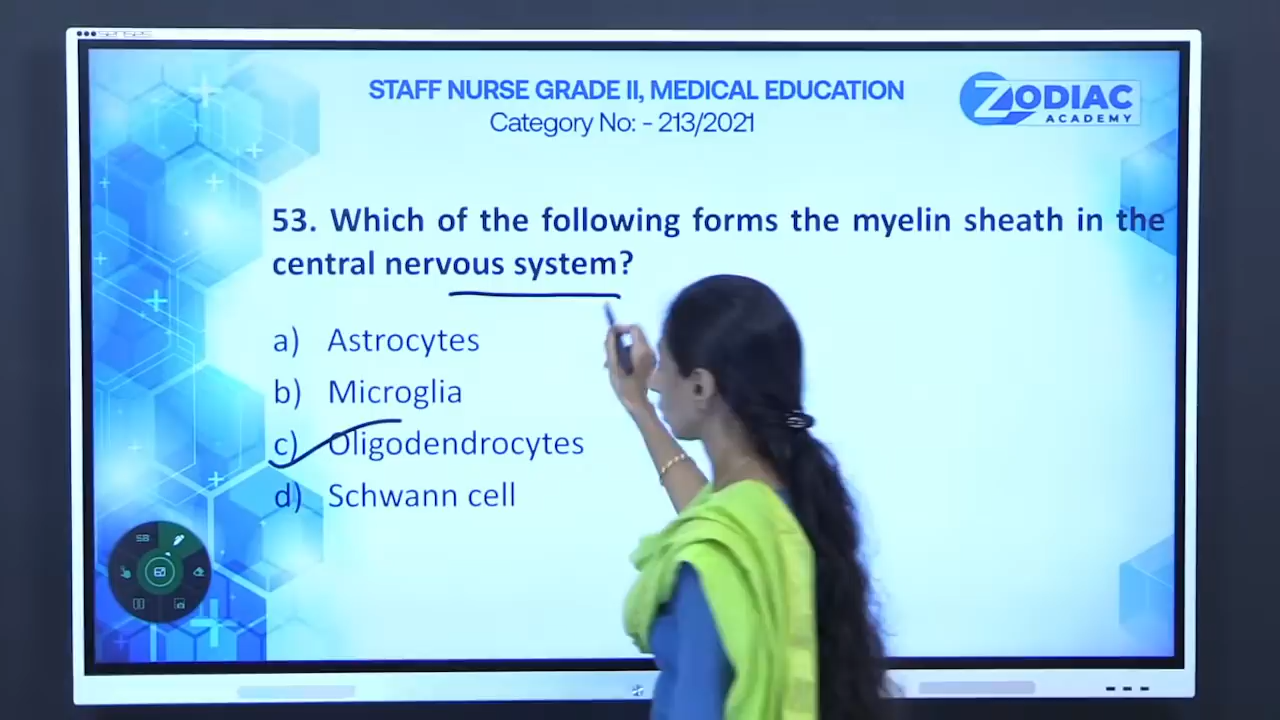 senses
STAFF NURSE GRADE II, MEDICAL EDUCATION
Category No: - 213/2021
ZODIAC
ACADEMY
53. Which of the following forms the myelin sheath in the
central nervous system?
a) Astrocytes
b) Microglia
c) Oligodendrocytes
d) Schwann cell